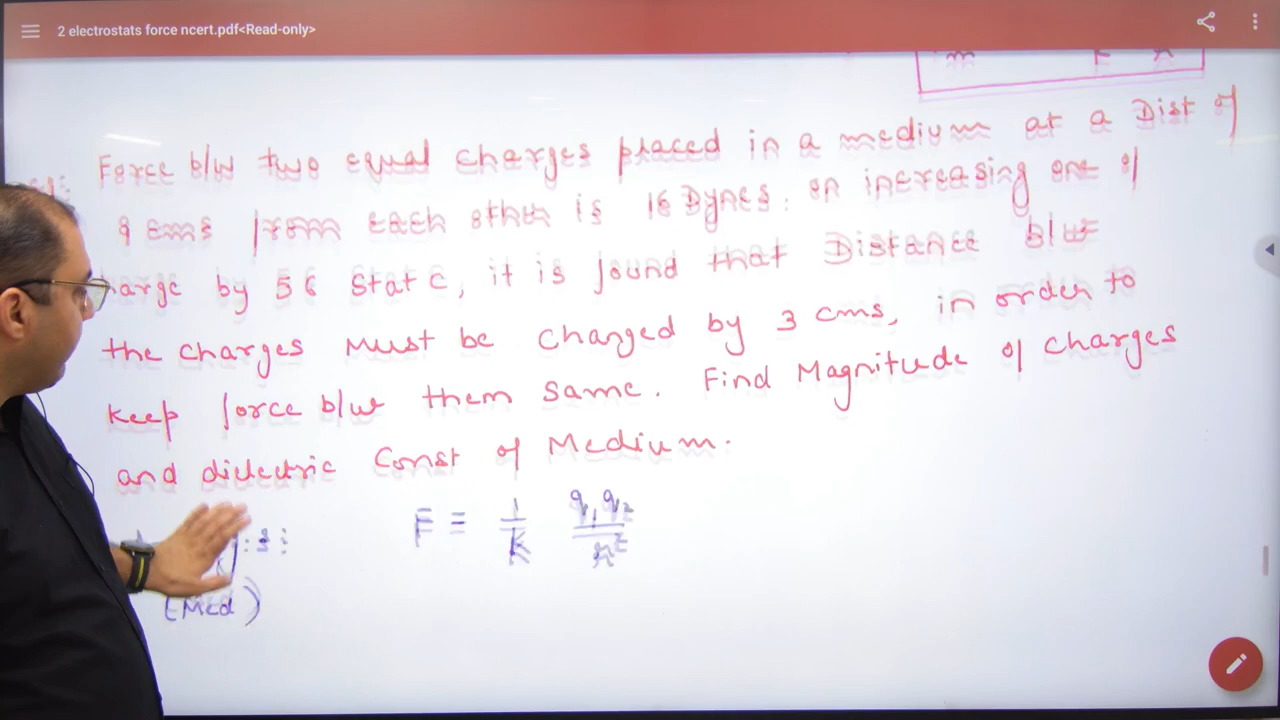 2 electrostats force ncert.pdf<Read-only>
Force b/w two equal charges placed in a medium at a Dist of
9 cms from each other is 16 Dynes. on increasing one of
by 56 Stat C, it is found that Distance b/w
the charges must be changed by 3 cms, in order to
keep force b/w them same. Find Magnitude of charges
and dielectric Const of Medium.
F = 1/K q₁q₂/r²
(Med)